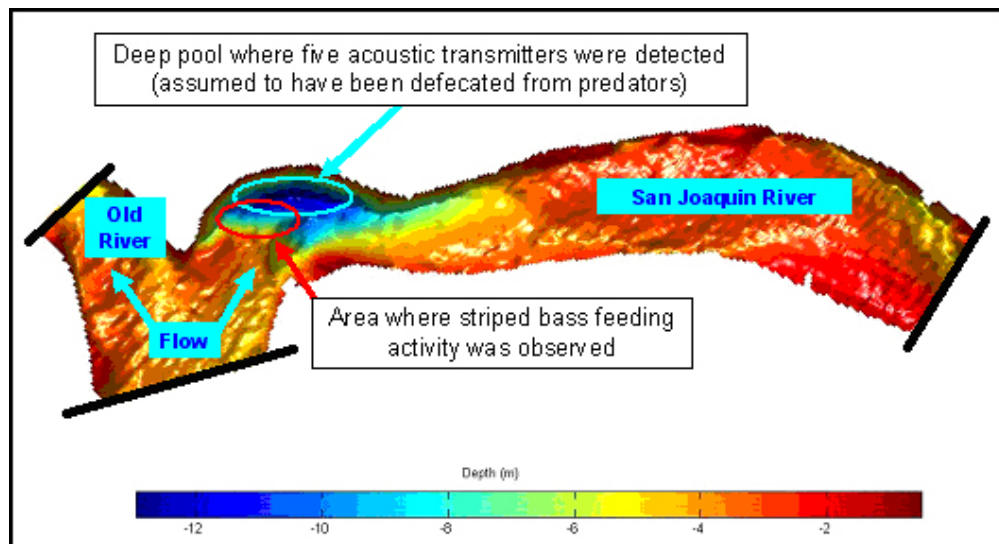 Deep pool where five acoustic transmitters were detected
(assumed to have been defecated from predators)
Old
River
San Joaquin River
Flow
Area where striped bass feeding
activity was observed
Depth (m)
-12 -10 -8 -6 -4 -2